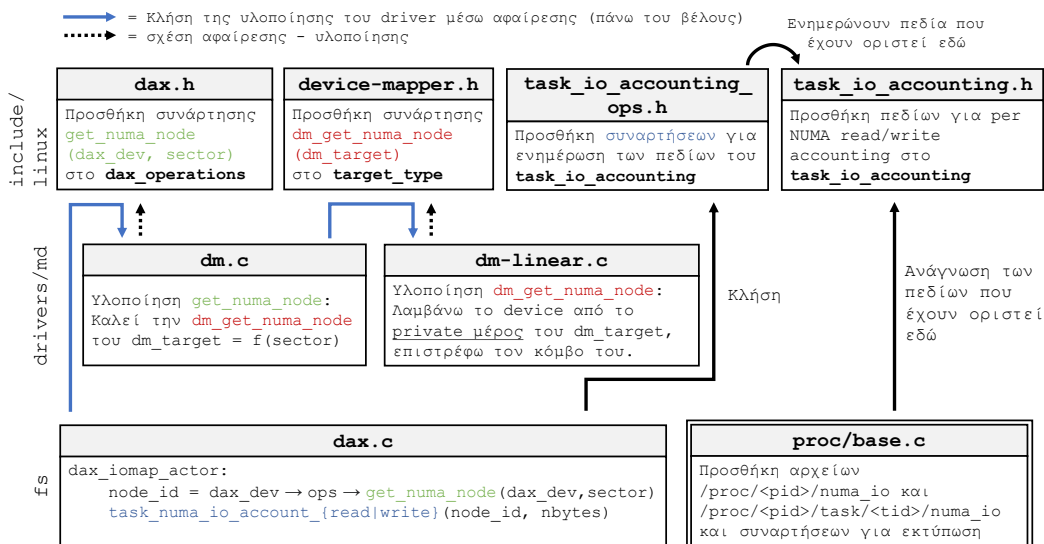 = Κλήση της υλοποίησης του driver μέσω αφαίρεσης (πάνω του βέλους)
= σχέση αφαίρεσης - υλοποίησης
Ενημερώνουν πεδία που
έχουν οριστεί εδώ
include/
linux
dax.h
Προσθήκη συνάρτησης
get_numa_node
(dax_dev, sector)
στο dax_operations
device-mapper.h
Προσθήκη συνάρτησης
dm_get_numa_node
(dm_target)
στο target_type
task_io_accounting_
ops.h
Προσθήκη συναρτήσεων για
ενημέρωση των πεδίων του
task_io_accounting
task_io_accounting.h
Προσθήκη πεδίων για per
NUMA read/write
accounting στο
task_io_accounting
drivers/md
dm.c
Υλοποίηση get_numa_node:
Καλεί την dm_get_numa_node
του dm_target = f(sector)
dm-linear.c
Υλοποίηση dm_get_numa_node:
Λαμβάνω το device από το
private μέρος του dm_target,
επιστρέφω τον κόμβο του.
Κλήση
Ανάγνωση των
πεδίων που
έχουν οριστεί
εδώ
fs
dax.c
dax_iomap_actor:
node_id = dax_dev → ops → get_numa_node(dax_dev,sector)
task_numa_io_account_{read|write}(node_id, nbytes)
proc/base.c
Προσθήκη αρχείων
/proc/<pid>/numa_io και
/proc/<pid>/task/<tid>/numa_io
και συναρτήσεων για εκτύπωση